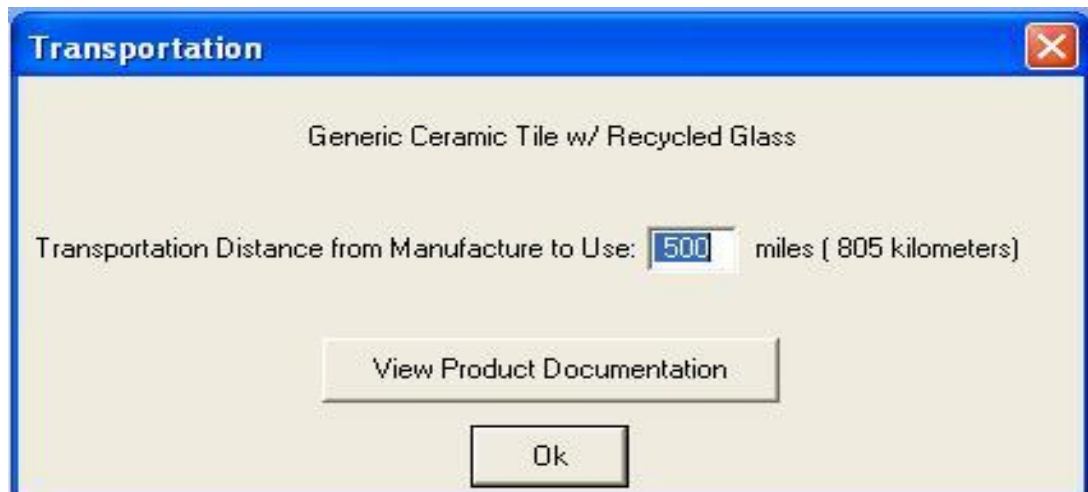 Transportation
Generic Ceramic Tile w/ Recycled Glass
Transportation Distance from Manufacture to Use: 500 miles ( 805 kilometers)
View Product Documentation
Ok